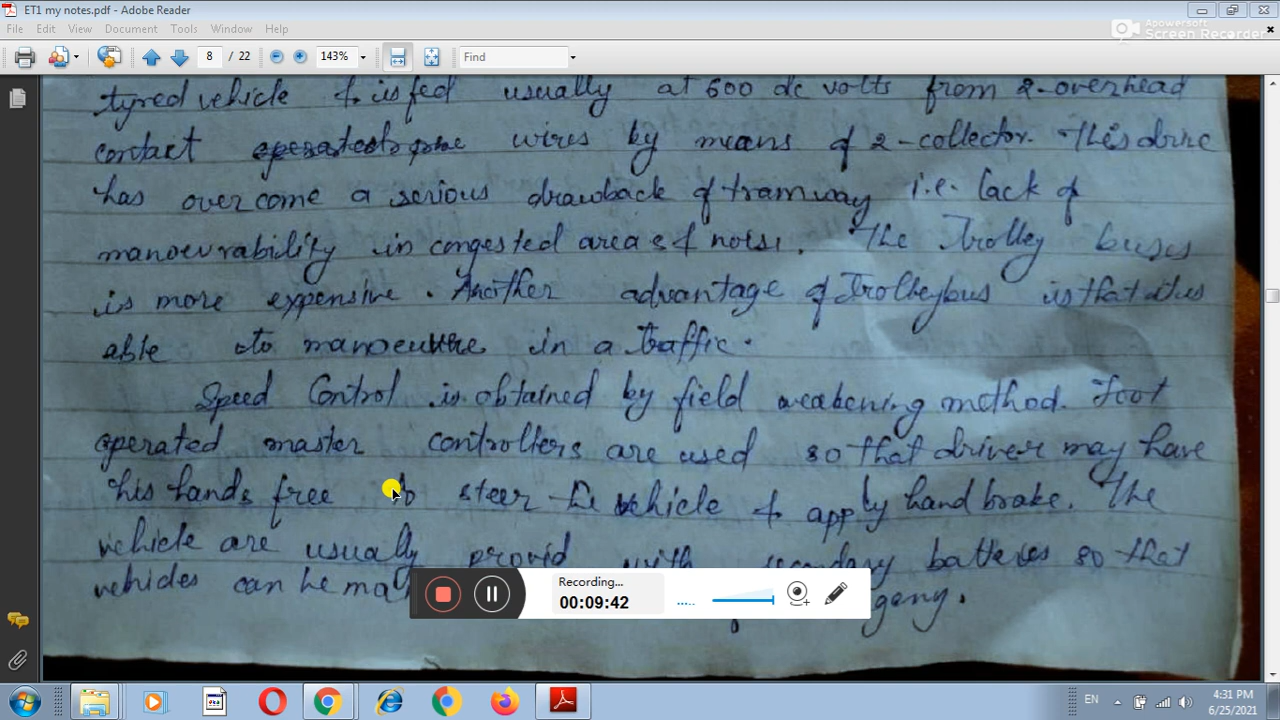 ET1 my notes.pdf - Adobe Reader
File Edit View Document Tools Window Help
Apowersoft
Screen Recorder
8 / 22 143% Find
tyred vehicle & is fed usually at 600 dc volts from 2-overhead
contact wires by means of 2-collector. This drive
has overcome a serious drawback of tramway i.e. lack of
manoeuvrability in congested areas & noise. The Trolley buses
is more expensive. Another advantage of Trolleybus is that it is
able to manoeuvre in a traffic.
Speed Control is obtained by field weakening method. Foot
operated master controllers are used so that driver may have
his hands free to steer the vehicle & apply hand brake. The
vehicle are usually provid with secondary batteries so that
vehicles can be
Recording...
00:09:42
EN
4:31 PM
6/25/2021